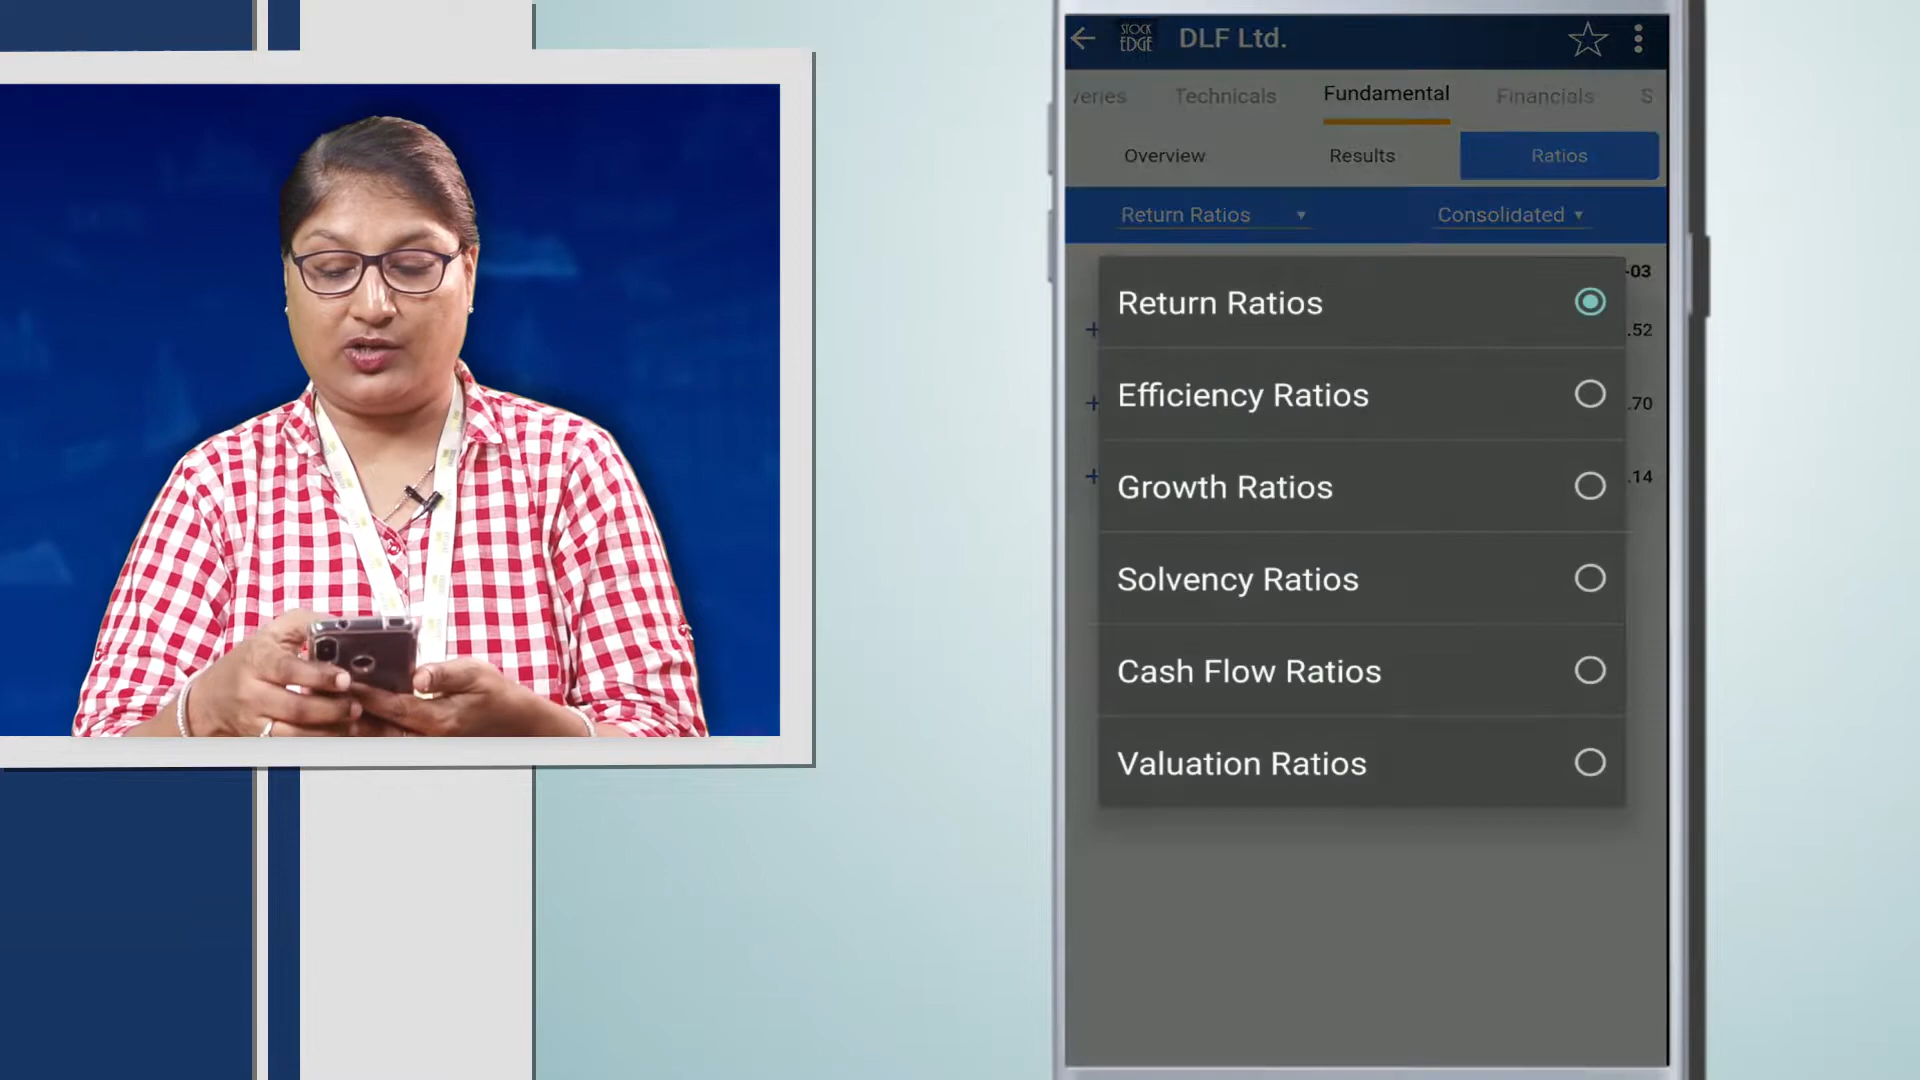 STOCK EDGE
DLF Ltd.
Technicals Fundamental Financials S
Overview Results Ratios
Return Ratios Consolidated
-03
Return Ratios
.52
Efficiency Ratios
.70
Growth Ratios
.14
Solvency Ratios
Cash Flow Ratios
Valuation Ratios